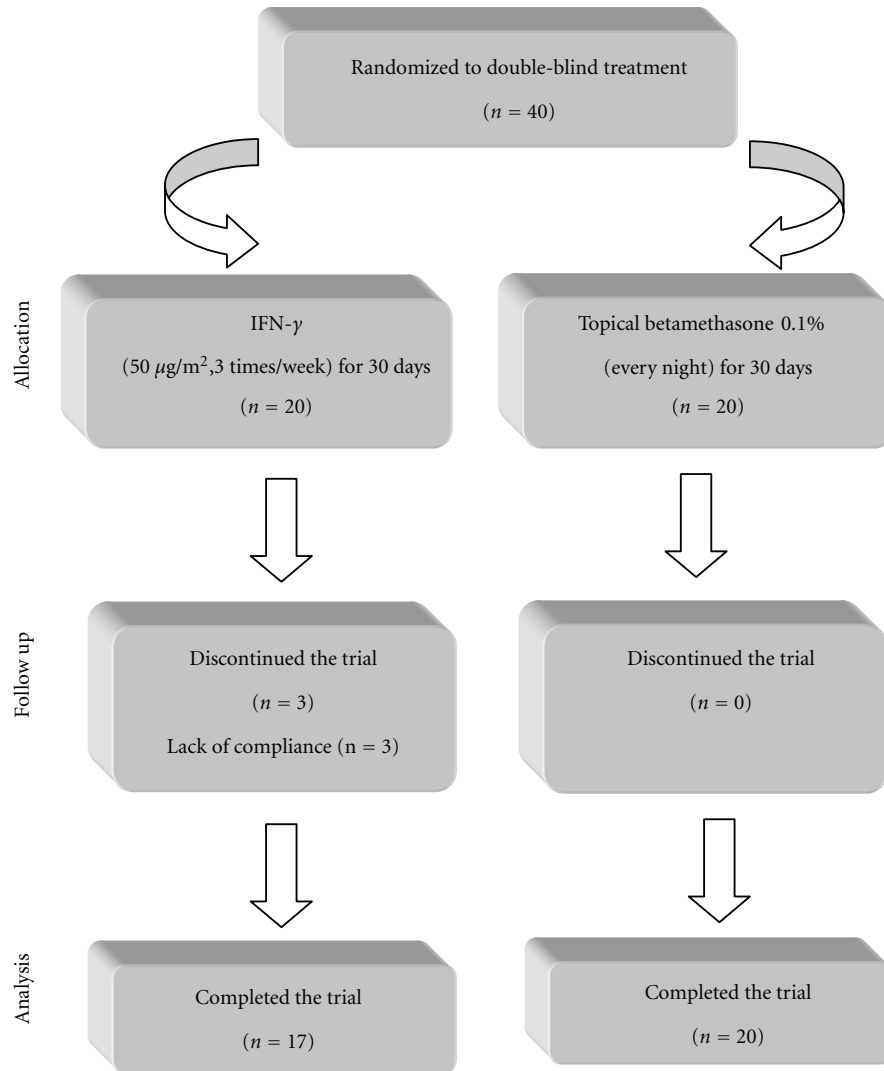 Randomized to double-blind treatment
(n = 40)
Allocation
IFN-γ
(50 μg/m²,3 times/week) for 30 days
(n = 20)
Topical betamethasone 0.1%
(every night) for 30 days
(n = 20)
Follow up
Discontinued the trial
(n = 3)
Lack of compliance (n = 3)
Discontinued the trial
(n = 0)
Analysis
Completed the trial
(n = 17)
Completed the trial
(n = 20)